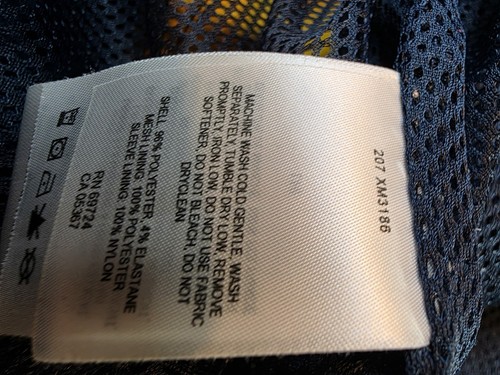 207 XM3186
MACHINE WASH COLD GENTLE, WASH
SEPARATELY, TUMBLE DRY LOW, REMOVE
PROMPTLY, IRON LOW, DO NOT USE FABRIC
SOFTENER, DO NOT BLEACH, DO NOT
DRYCLEAN
SHELL: 96% POLYESTER, 4% ELASTANE
MESH LINING: 100% POLYESTER
SLEEVE LINING: 100% NYLON
RN 69724
CA 05367